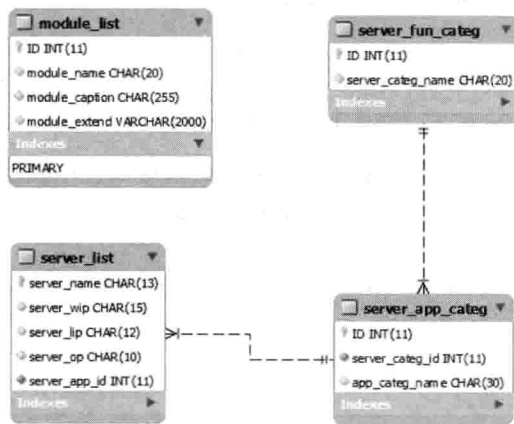 module_list
ID INT(11)
module_name CHAR(20)
module_caption CHAR(255)
module_extend VARCHAR(2000)
Indexes
PRIMARY
server_fun_categ
ID INT(11)
server_categ_name CHAR(20)
Indexes
server_list
server_name CHAR(13)
server_wip CHAR(15)
server_lip CHAR(12)
server_op CHAR(10)
server_app_id INT(11)
Indexes
server_app_categ
ID INT(11)
server_categ_id INT(11)
app_categ_name CHAR(30)
Indexes